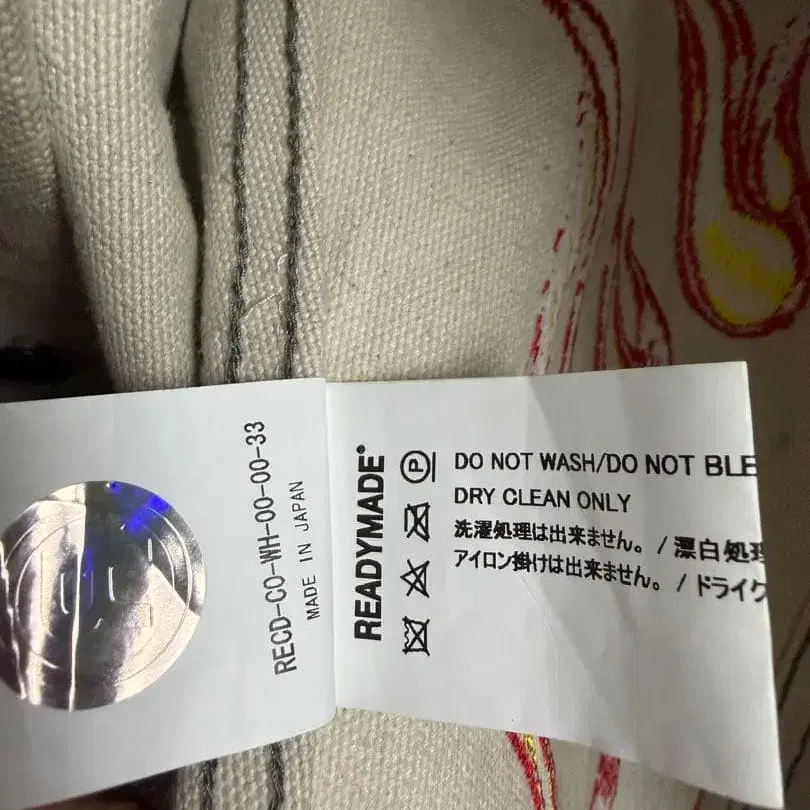 RECD-CO-WH-00-00-33
MADE IN JAPAN
READYMADE®
P
DO NOT WASH/DO NOT BLE
DRY CLEAN ONLY
洗濯処理は出来ません。/漂白処理
アイロン掛けは出来ません。/ドライク